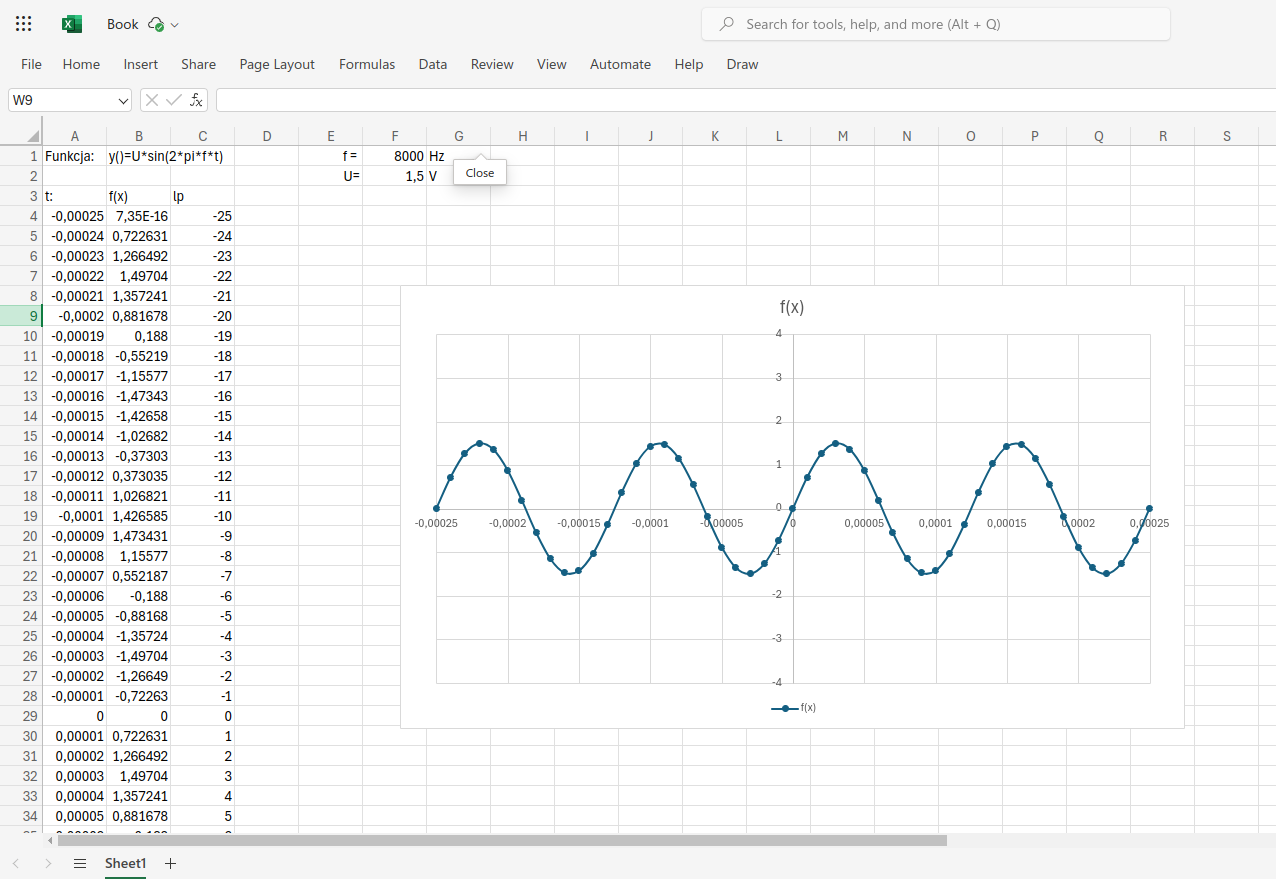 Book
Search for tools, help, and more (Alt + Q)
File Home Insert Share Page Layout Formulas Data Review View Automate Help Draw
W9 fx
A B C D E F G H I J K L M N O P Q R S
1 Funkcja: y()=U*sin(2*pi*f*t) f = 8000 Hz
2 U= 1,5 V
Close
3 t: f(x) lp
4 -0,00025 7,35E-16 -25
5 -0,00024 0,722631 -24
6 -0,00023 1,266492 -23
7 -0,00022 1,49704 -22
8 -0,00021 1,357241 -21
9 -0,0002 0,881678 -20
10 -0,00019 0,188 -19
11 -0,00018 -0,55219 -18
12 -0,00017 -1,15577 -17
13 -0,00016 -1,47343 -16
14 -0,00015 -1,42658 -15
15 -0,00014 -1,02682 -14
16 -0,00013 -0,37303 -13
17 -0,00012 0,373035 -12
18 -0,00011 1,026821 -11
19 -0,0001 1,426585 -10
20 -0,00009 1,473431 -9
21 -0,00008 1,15577 -8
22 -0,00007 0,552187 -7
23 -0,00006 -0,188 -6
24 -0,00005 -0,88168 -5
25 -0,00004 -1,35724 -4
26 -0,00003 -1,49704 -3
27 -0,00002 -1,26649 -2
28 -0,00001 -0,72263 -1
29 0 0 0
30 0,00001 0,722631 1
31 0,00002 1,266492 2
32 0,00003 1,49704 3
33 0,00004 1,357241 4
34 0,00005 0,881678 5
f(x)
4
3
2
1
0
-0,00025 -0,0002 -0,00015 -0,0001 -0,00005 0 0,00005 0,0001 0,00015 0,0002 0,00025
-1
-2
-3
-4
f(x)
Sheet1